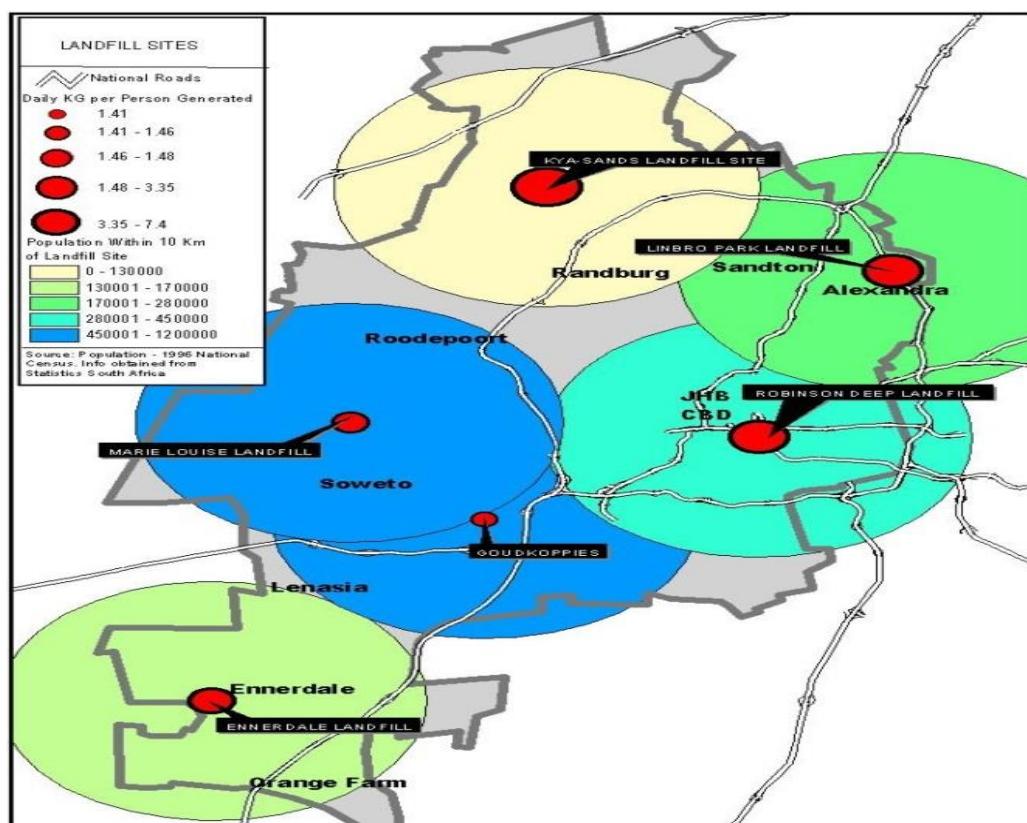 LANDFILL SITES
National Roads
Daily KG per Person Generated
1.41
1.41 - 1.46
1.46 - 1.48
1.48 - 3.35
3.35 - 7.4
Population Within 10 Km
of Landfill Site
0 - 130000
130001 - 170000
170001 - 280000
280001 - 450000
450001 - 1200000
Source: Population - 1996 National
Census. Info obtained from
Statistics South Africa
KYA-SANDS LANDFILL SITE
LINBRO PARK LANDFILL
Randburg
Sandton
Alexandra
Roodepoort
JHB
CBD
ROBINSON DEEP LANDFILL
MARIE LOUISE LANDFILL
Soweto
GOUDKOPPIES
Lenasia
Ennerdale
ENNERDALE LANDFILL
Orange Farm